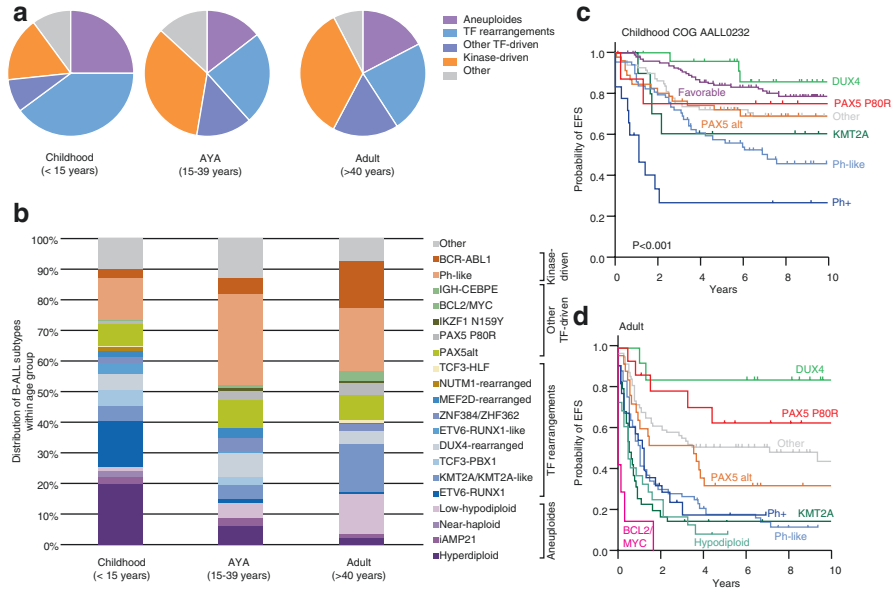 a
Aneuploides
TF rearrangements
Other TF-driven
Kinase-driven
Other
Childhood
(< 15 years)
AYA
(15-39 years)
Adult
(>40 years)
b
100%
90%
80%
70%
60%
50%
40%
30%
20%
10%
0%
Distribution of B-ALL subtypes
within age group
Childhood
(< 15 years)
AYA
(15-39 years)
Adult
(>40 years)
Other
BCR-ABL1
Ph-like
IGH-CEBPE
BCL2/MYC
IKZF1 N159Y
PAX5 P80R
PAX5alt
TCF3-HLF
NUTM1-rearranged
MEF2D-rearranged
ZNF384/ZHF362
ETV6-RUNX1-like
DUX4-rearranged
TCF3-PBX1
KMT2A/KMT2A-like
ETV6-RUNX1
Low-hypodiploid
Near-haploid
iAMP21
Hyperdiploid
Kinase-
driven
Other
TF-driven
TF rearrangements
Aneuploides
c
Childhood COG AALL0232
1.0
0.8
0.6
0.4
0.2
0.0
Probability of EFS
DUX4
Favorable
PAX5 P80R
Other
PAX5 alt
KMT2A
Ph-like
Ph+
P<0.001
0
2
4
6
8
10
Years
d
Adult
1.0
0.8
0.6
0.4
0.2
0.0
Probability of EFS
DUX4
PAX5 P80R
Other
PAX5 alt
Ph+
KMT2A
Ph-like
Hypodiploid
BCL2/
MYC
0
2
4
6
8
10
Years